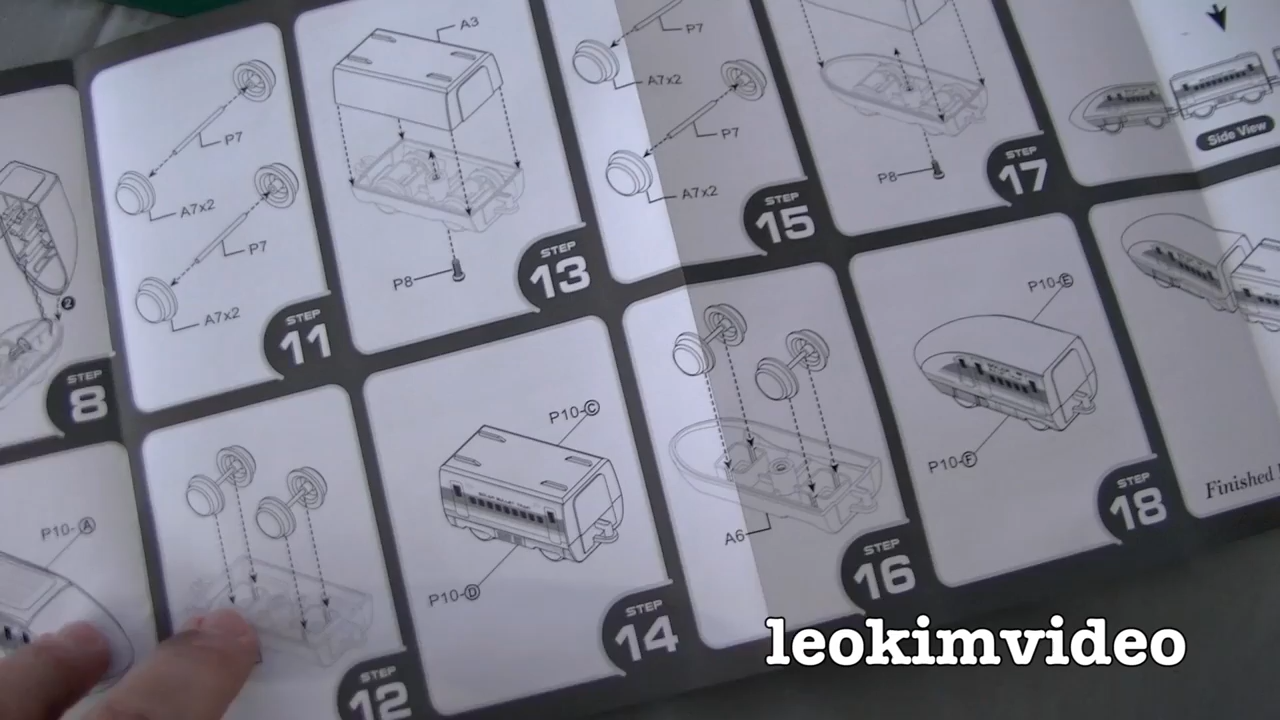 STEP
8
P10-Ⓐ
P7
A7x2
P7
A7x2
STEP
11
STEP
12
A3
P8
STEP
13
P10-Ⓒ
P10-Ⓓ
STEP
14
P7
A7x2
P7
A7x2
STEP
15
A6
STEP
16
P8
STEP
17
P10-Ⓔ
P10-Ⓕ
STEP
18
Side View
Finished
2
leokimvideo